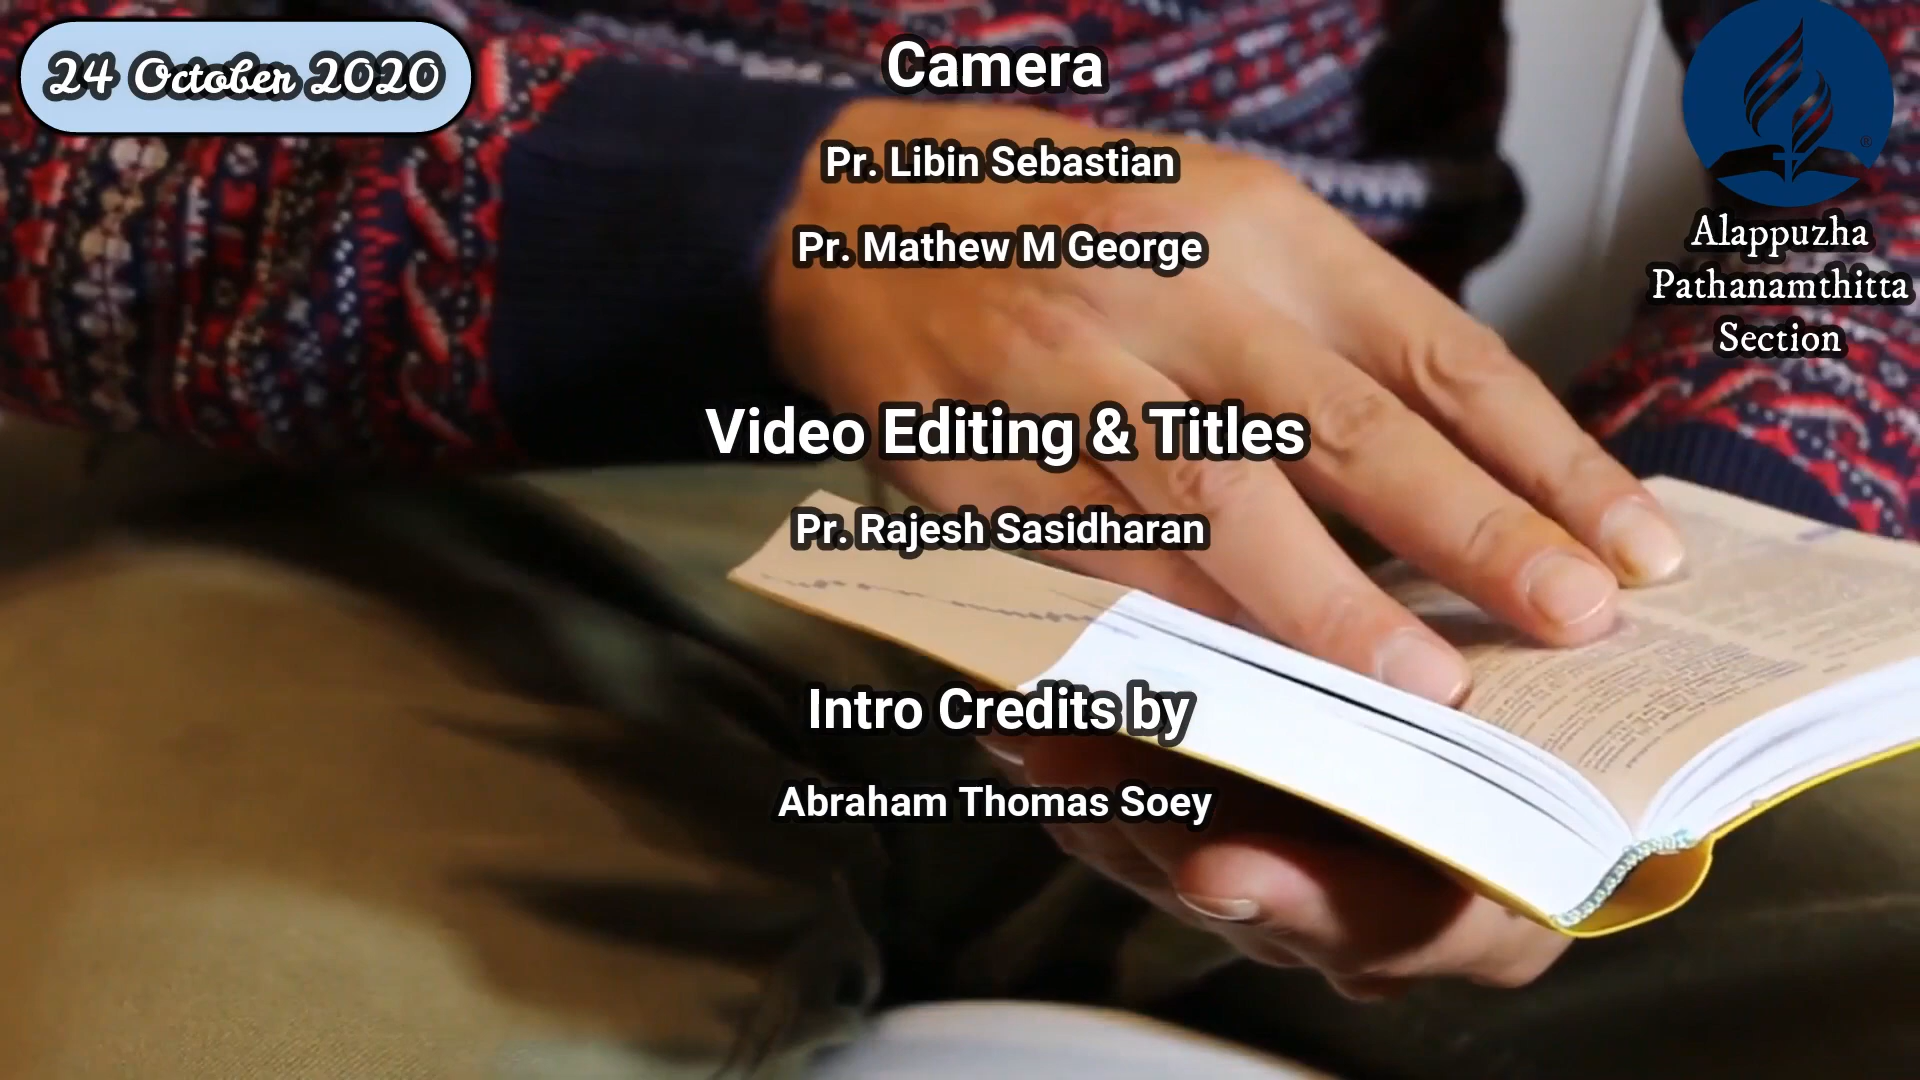 24 October 2020
Camera
Pr. Libin Sebastian
Pr. Mathew M George
Video Editing & Titles
Pr. Rajesh Sasidharan
Intro Credits by
Abraham Thomas Soey
®
Alappuzha
Pathanamthitta
Section